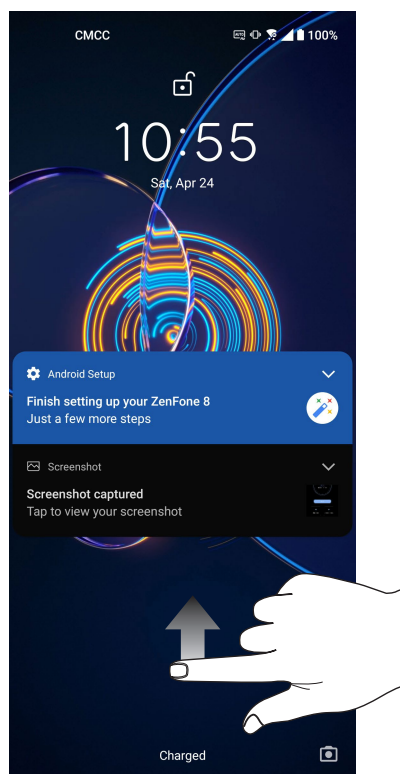 CMCC 100%
10:55
Sat, Apr 24
Android Setup
Finish setting up your ZenFone 8
Just a few more steps
Screenshot
Screenshot captured
Tap to view your screenshot
Charged